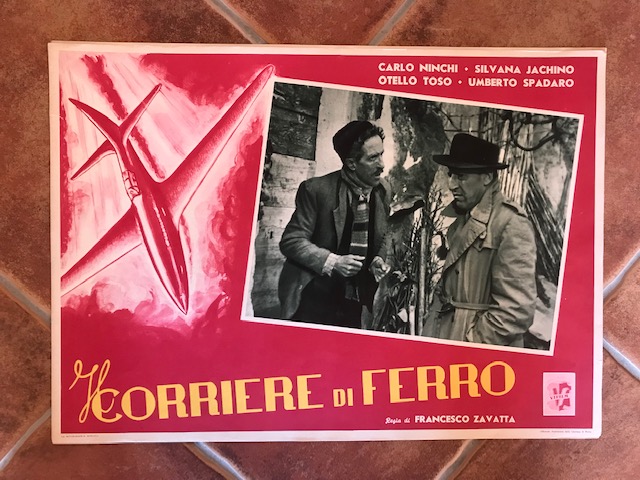 CARLO NINCHI • SILVANA JACHINO
OTELLO TOSO • UMBERTO SPADARO
Il CORRIERE DI FERRO
Regia di FRANCESCO ZAVATTA